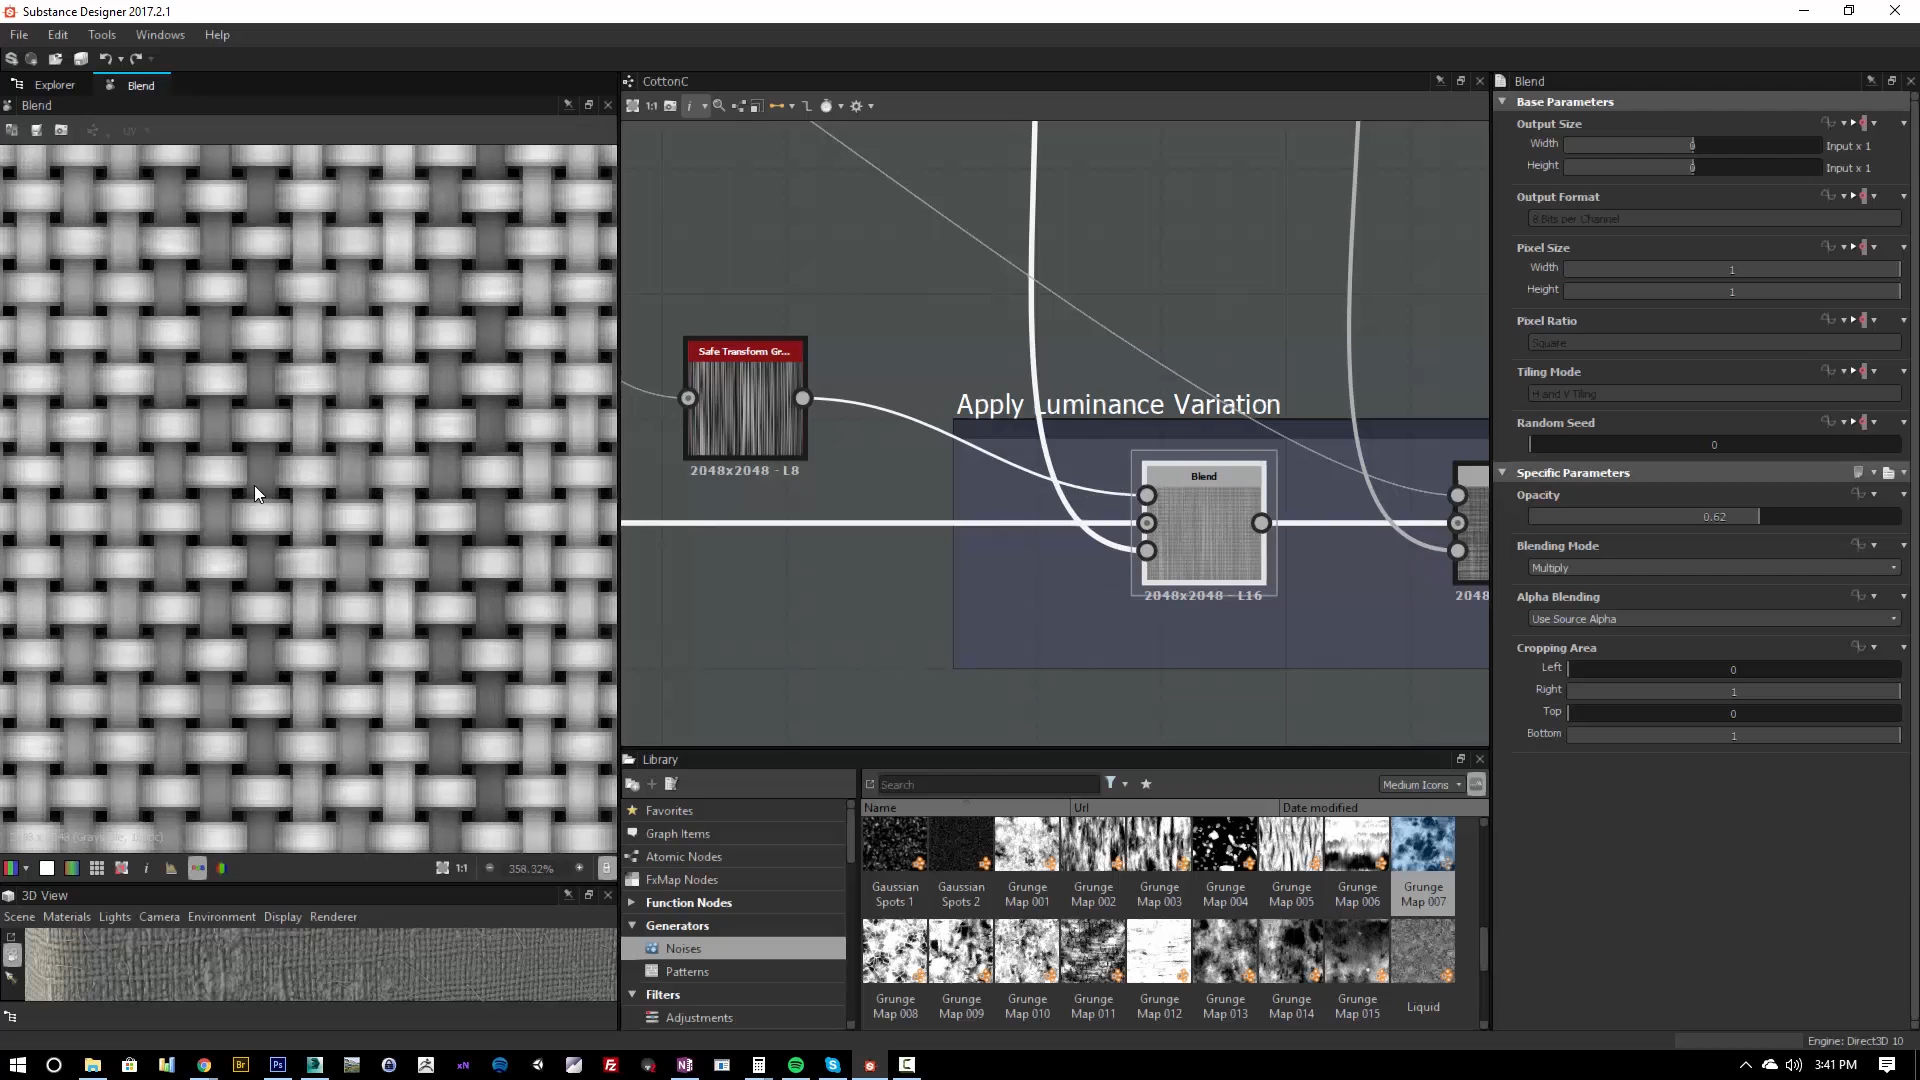 Substance Designer 2017.2.1
File Edit Tools Windows Help
Explorer Blend
Blend
UV
358.32%
1:1
3D View
Scene Materials Lights Camera Environment Display Renderer
CottonC
1:1
Safe Transform Gr...
2048x2048 - L8
Apply Luminance Variation
Blend
2048x2048 - L16
2048
Library
Search
Medium Icons
Name Url Date modified
Favorites
Graph Items
Atomic Nodes
FxMap Nodes
Function Nodes
Generators
Noises
Patterns
Filters
Adjustments
Gaussian Spots 1
Gaussian Spots 2
Grunge Map 001
Grunge Map 002
Grunge Map 003
Grunge Map 004
Grunge Map 005
Grunge Map 006
Grunge Map 007
Grunge Map 008
Grunge Map 009
Grunge Map 010
Grunge Map 011
Grunge Map 012
Grunge Map 013
Grunge Map 014
Grunge Map 015
Liquid
Blend
Base Parameters
Output Size
Width 0 Input x 1
Height 0 Input x 1
Output Format
8 Bits per Channel
Pixel Size
Width 1
Height 1
Pixel Ratio
Square
Tiling Mode
H and V Tiling
Random Seed
0
Specific Parameters
Opacity
0.62
Blending Mode
Multiply
Alpha Blending
Use Source Alpha
Cropping Area
Left 0
Right 1
Top 0
Bottom 1
Engine: Direct3D 10
3:41 PM